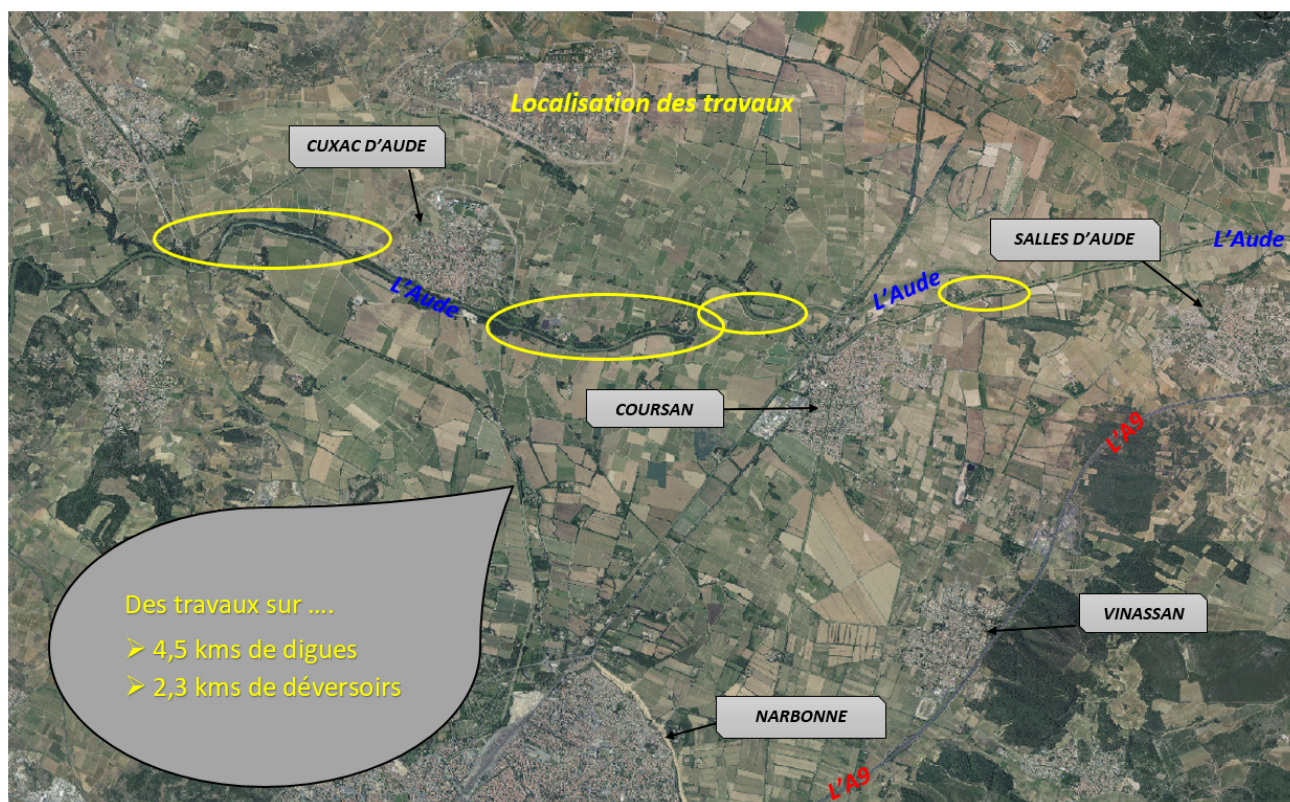 Localisation des travaux
CUXAC D'AUDE
SALLES D'AUDE
L'Aude
L'Aude
L'Aude
COURSAN
L'A9
Des travaux sur ....
➢ 4,5 kms de digues
➢ 2,3 kms de déversoirs
VINASSAN
NARBONNE
L'A9